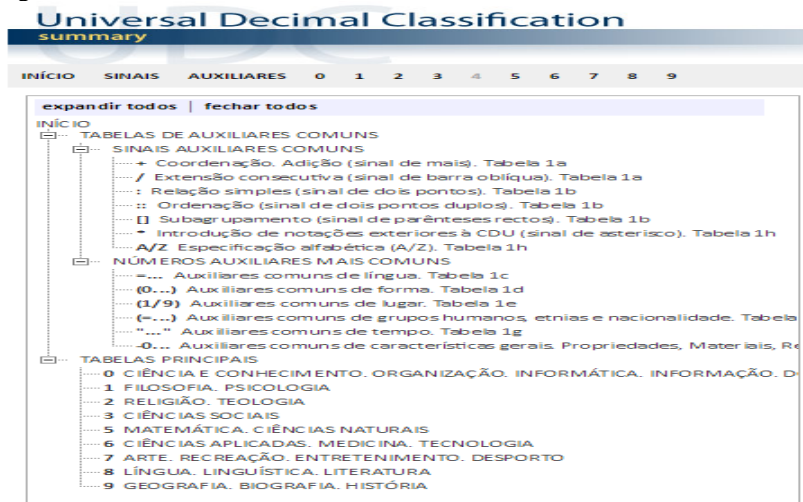 Universal Decimal Classification
summary
INÍCIO SINAIS AUXILIARES 0 1 2 3 4 5 6 7 8 9
expandir todos | fechar todos
INÍCIO
TABELAS DE AUXILIARES COMUNS
SINAIS AUXILIARES COMUNS
+ Coordenação. Adição (sinal de mais). Tabela 1a
/ Extensão consecutiva (sinal de barra oblíqua). Tabela 1a
: Relação simples (sinal de dois pontos). Tabela 1b
:: Ordenação (sinal de dois pontos duplos). Tabela 1b
[] Subagrupamento (sinal de parênteses rectos). Tabela 1b
* Introdução de notações exteriores à CDU (sinal de asterisco). Tabela 1h
A/Z Especificação alfabética (A/Z). Tabela 1h
NÚMEROS AUXILIARES MAIS COMUNS
=... Auxiliares comuns de língua. Tabela 1c
(0...) Auxiliares comuns de forma. Tabela 1d
(1/9) Auxiliares comuns de lugar. Tabela 1e
(=...) Auxiliares comuns de grupos humanos, etnias e nacionalidade. Tabela
"..." Auxiliares comuns de tempo. Tabela 1g
-0... Auxiliares comuns de características gerais. Propriedades, Materiais, Re
TABELAS PRINCIPAIS
0 CIÊNCIA E CONHECIMENTO. ORGANIZAÇÃO. INFORMÁTICA. INFORMAÇÃO. D
1 FILOSOFIA. PSICOLOGIA
2 RELIGIÃO. TEOLOGIA
3 CIÊNCIAS SOCIAIS
5 MATEMÁTICA. CIÊNCIAS NATURAIS
6 CIÊNCIAS APLICADAS. MEDICINA. TECNOLOGIA
7 ARTE. RECREAÇÃO. ENTRETENIMENTO. DESPORTO
8 LÍNGUA. LINGUÍSTICA. LITERATURA
9 GEOGRAFIA. BIOGRAFIA. HISTÓRIA